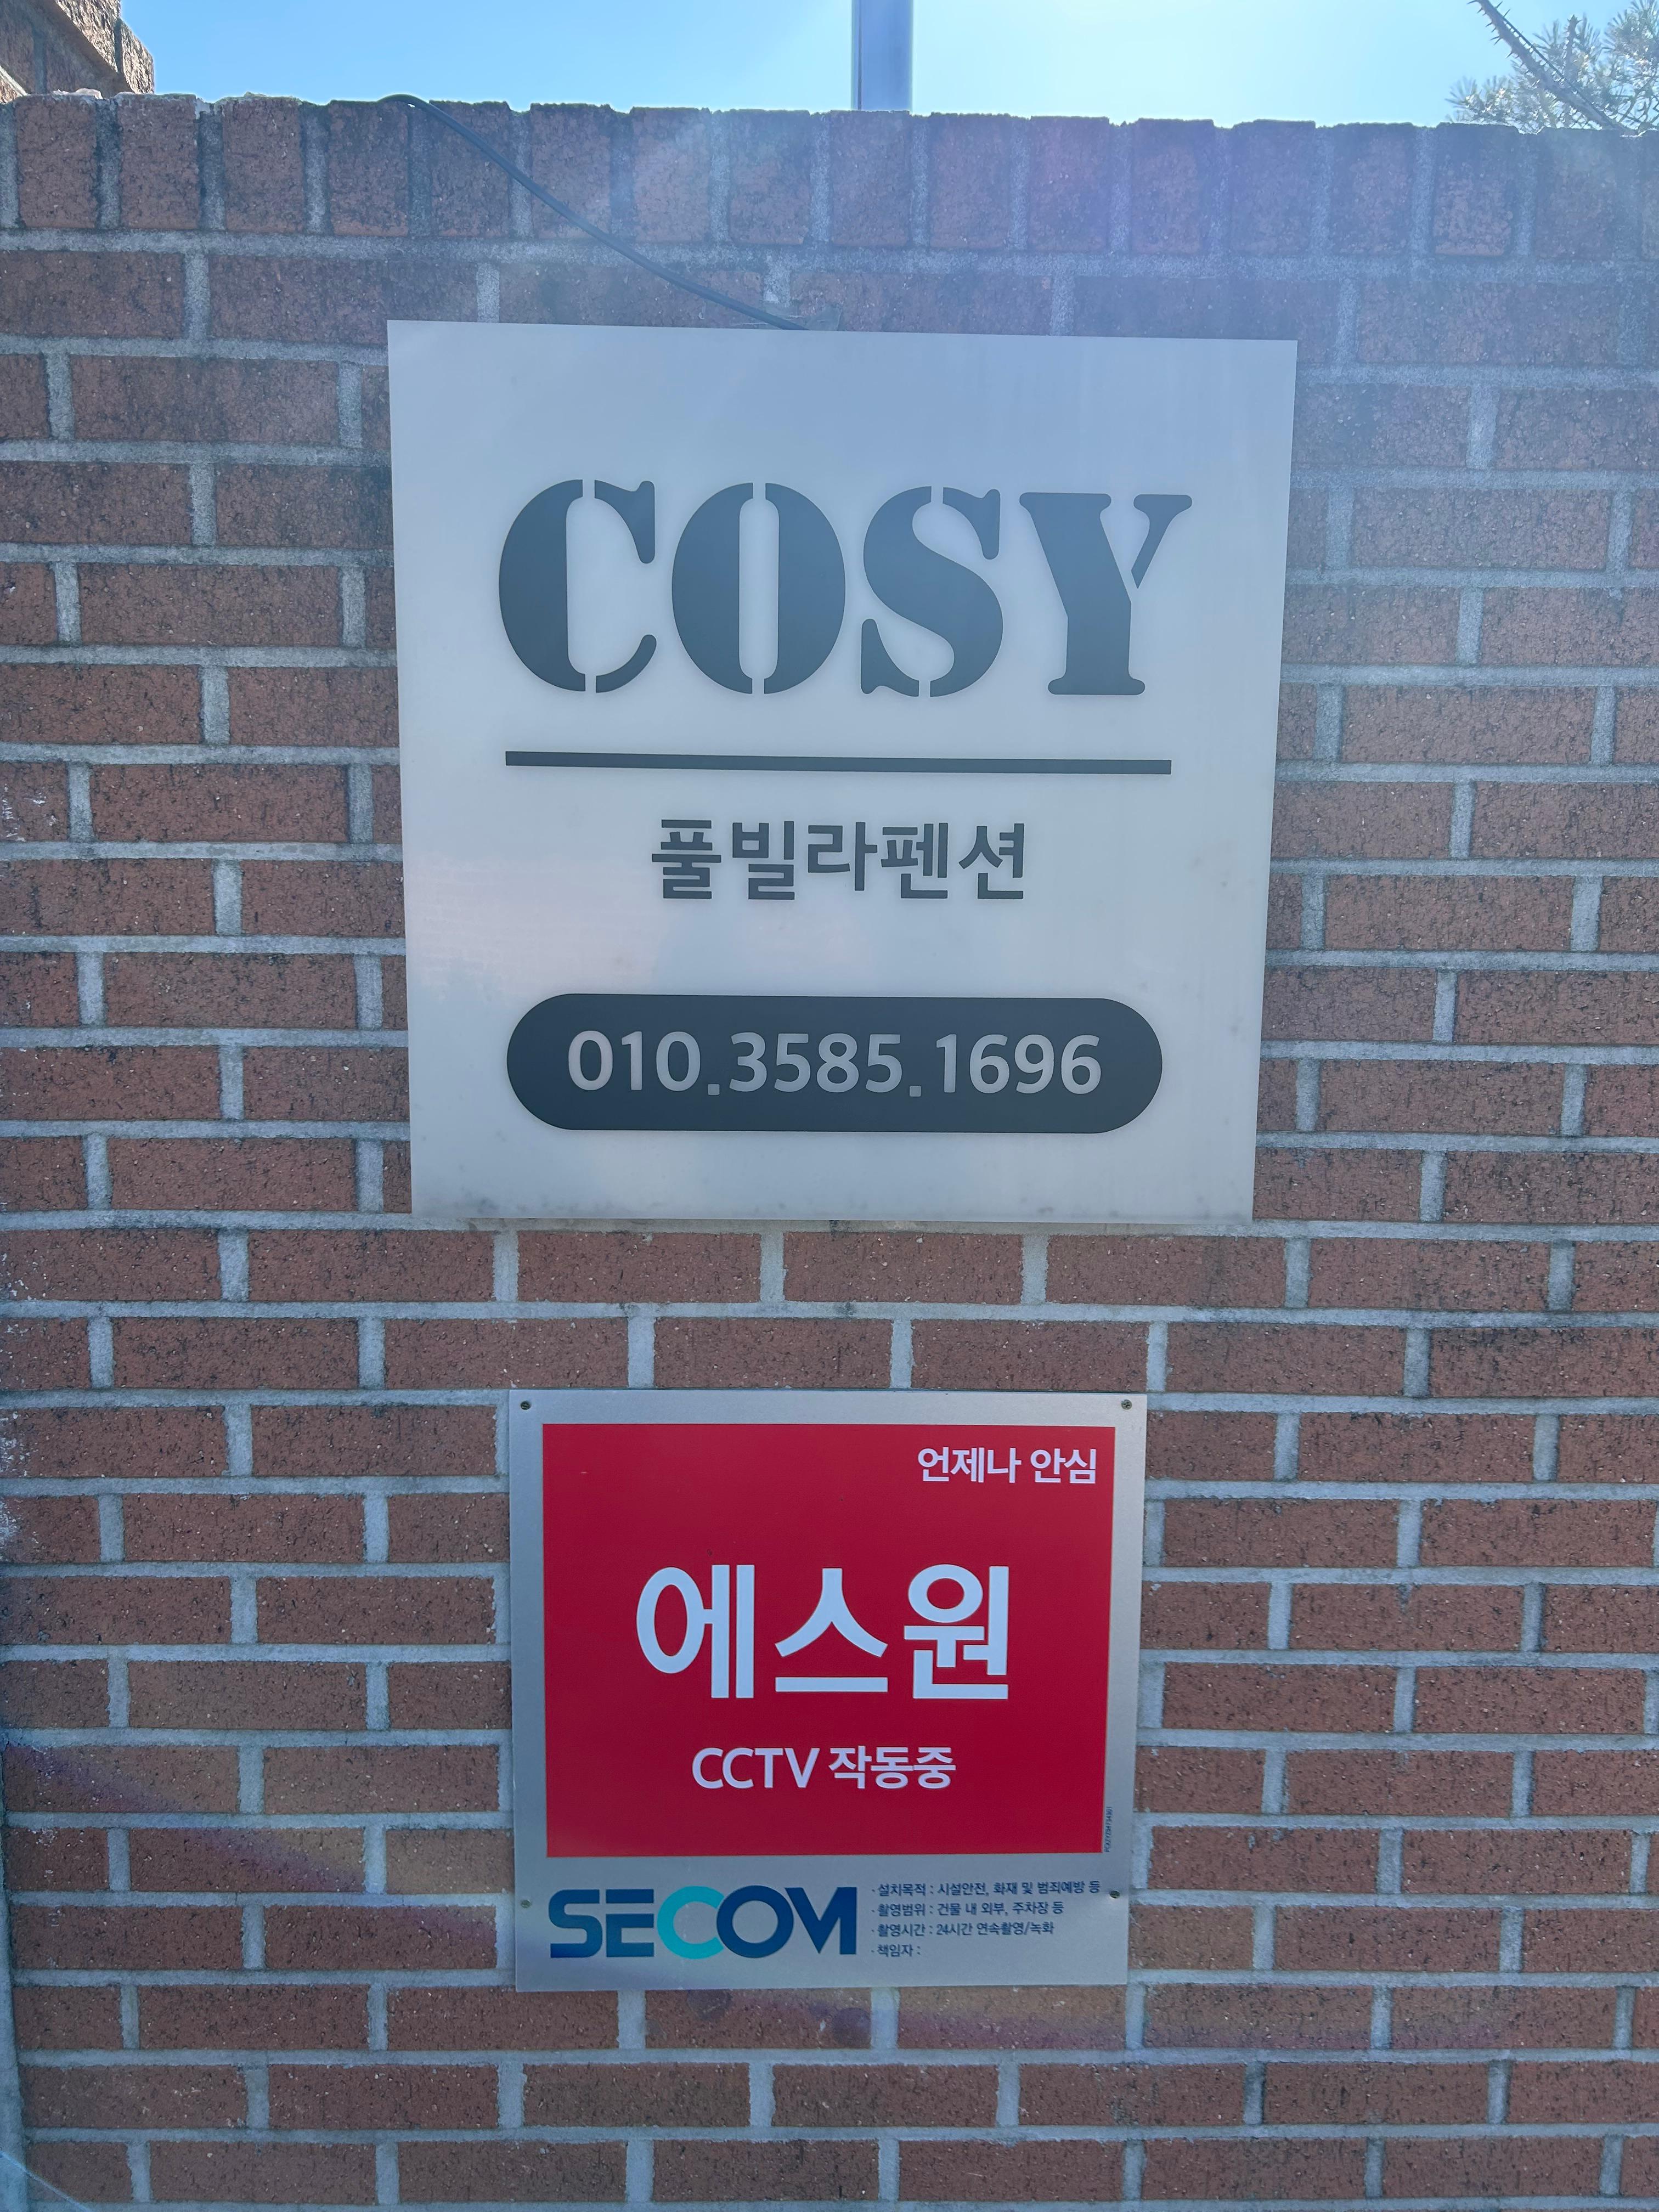 COSY
풀빌라펜션
010.3585.1696
언제나 안심
에스원
CCTV 작동중
SECOM
· 설치목적 : 시설안전, 화재 및 범죄예방 등
· 촬영범위 : 건물 내 외부, 주차장 등
· 촬영시간 : 24시간 연속촬영/녹화
· 책임자 :